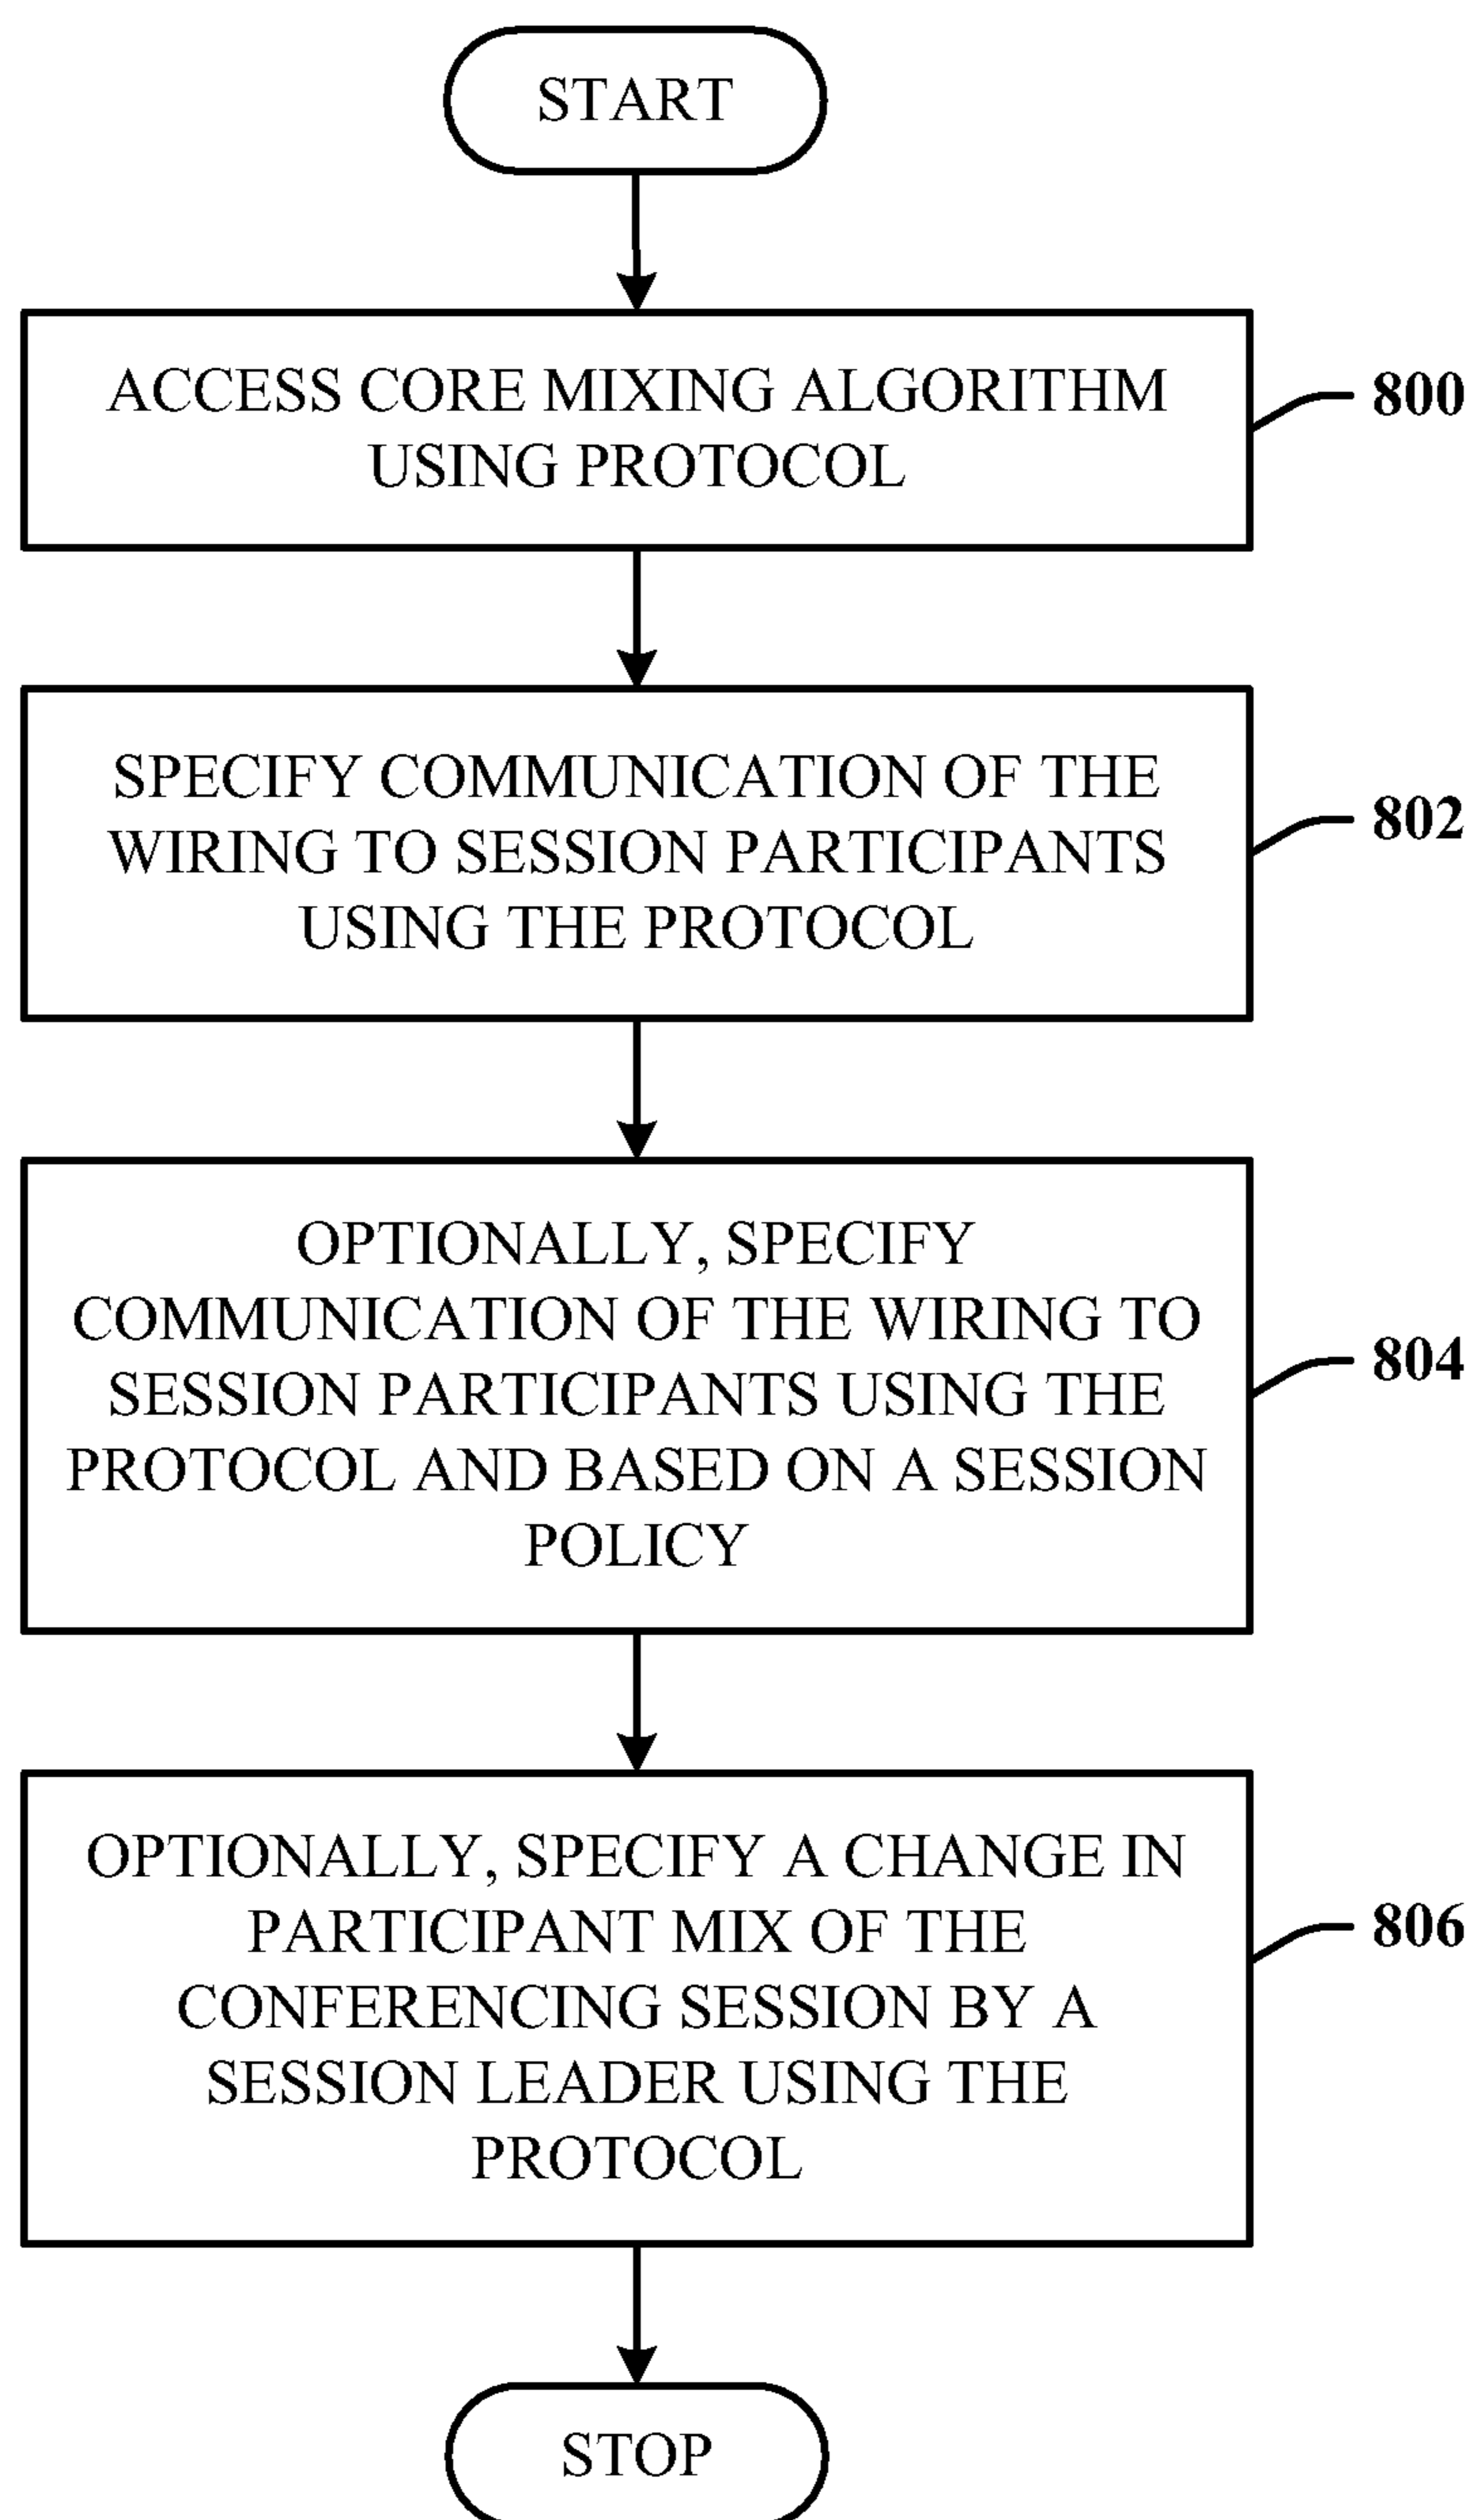 START
ACCESS CORE MIXING ALGORITHM
USING PROTOCOL
800
SPECIFY COMMUNICATION OF THE
WIRING TO SESSION PARTICIPANTS
USING THE PROTOCOL
802
OPTIONALLY, SPECIFY
COMMUNICATION OF THE WIRING TO
SESSION PARTICIPANTS USING THE
PROTOCOL AND BASED ON A SESSION
POLICY
804
OPTIONALLY, SPECIFY A CHANGE IN
PARTICIPANT MIX OF THE
CONFERENCING SESSION BY A
SESSION LEADER USING THE
PROTOCOL
806
STOP